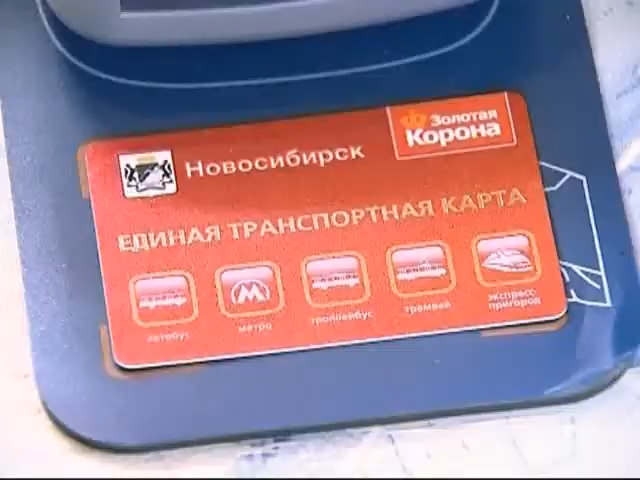 Новосибирск
Золотая
Корона
ЕДИНАЯ ТРАНСПОРТНАЯ КАРТА
автобус
метро
троллейбус
трамвай
экспресс-
пригород